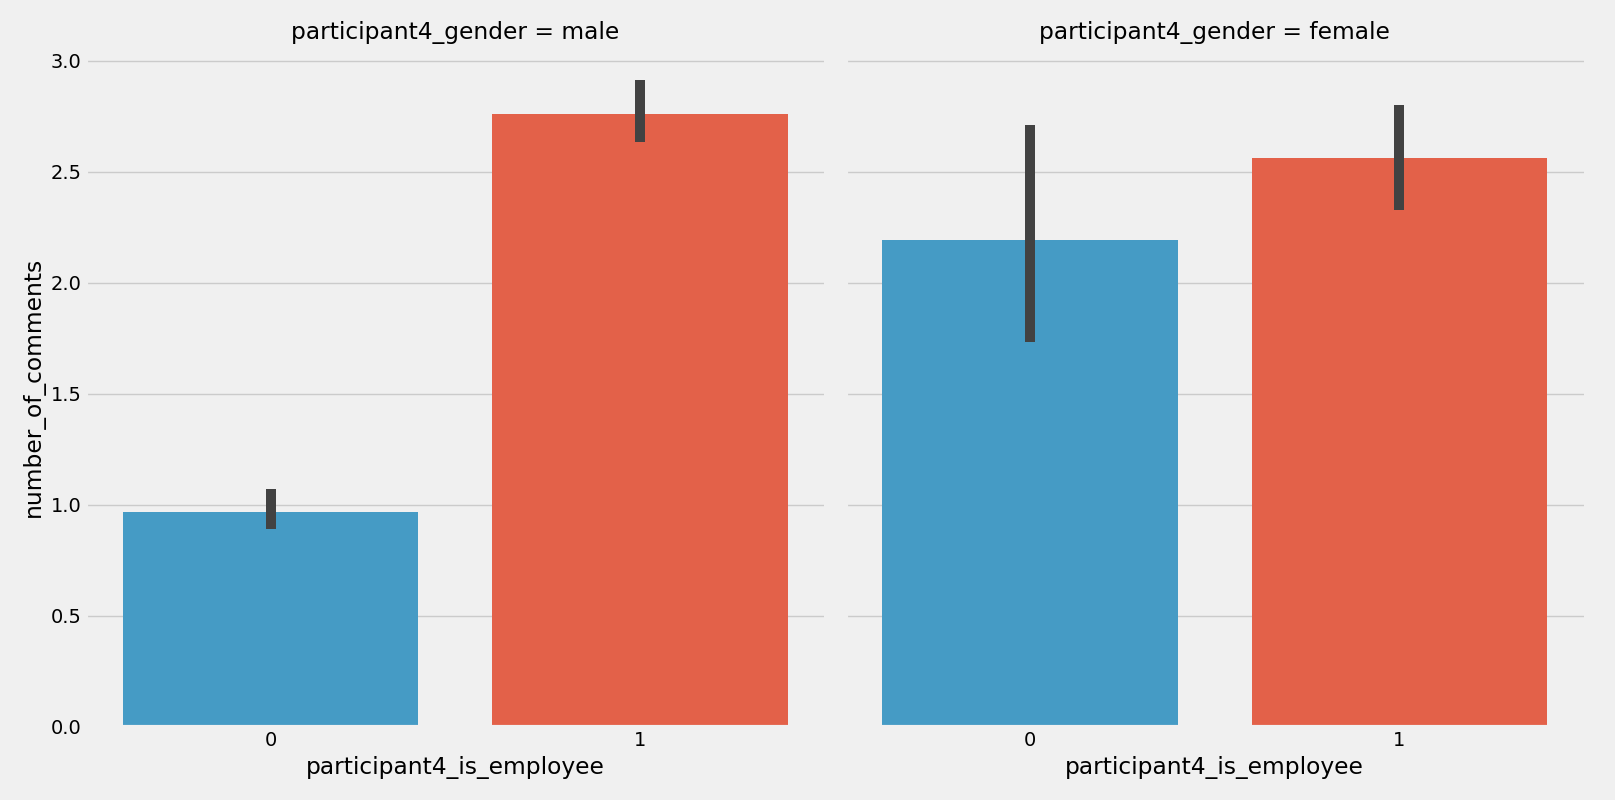 participant4_gender = male
participant4_gender = female
number_of_comments
3.0
2.5
2.0
1.5
1.0
0.5
0.0
0
1
0
1
participant4_is_employee
participant4_is_employee